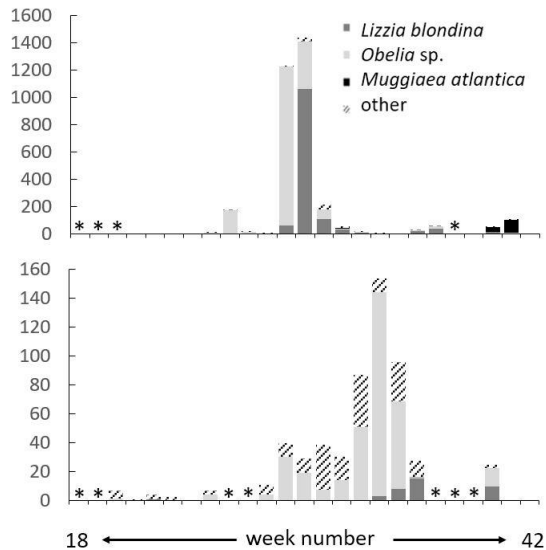 1600
1400
1200
1000
800
600
400
200
0
Lizzia blondina
Obelia sp.
Muggiaea atlantica
other
* * * *
160
140
120
100
80
60
40
20
0
* * * * * * *
18 week number 42